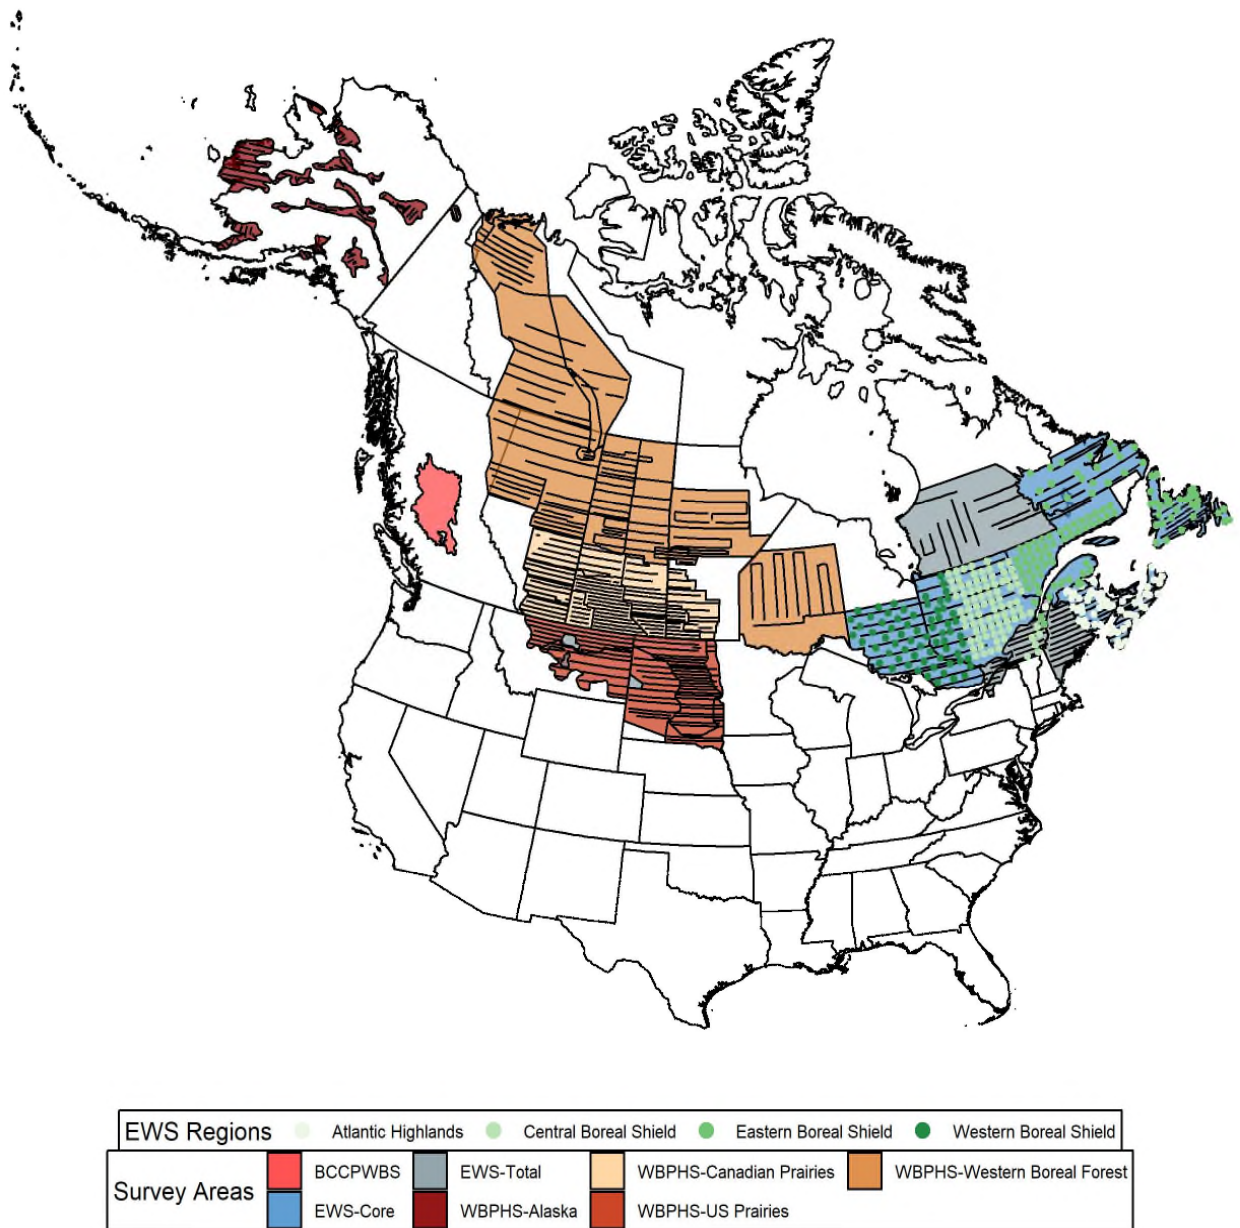 EWS Regions Atlantic Highlands Central Boreal Shield Eastern Boreal Shield Western Boreal Shield
Survey Areas
BCCPWBS EWS-Total WBPHS-Canadian Prairies WBPHS-Western Boreal Forest
EWS-Core WBPHS-Alaska WBPHS-US Prairies